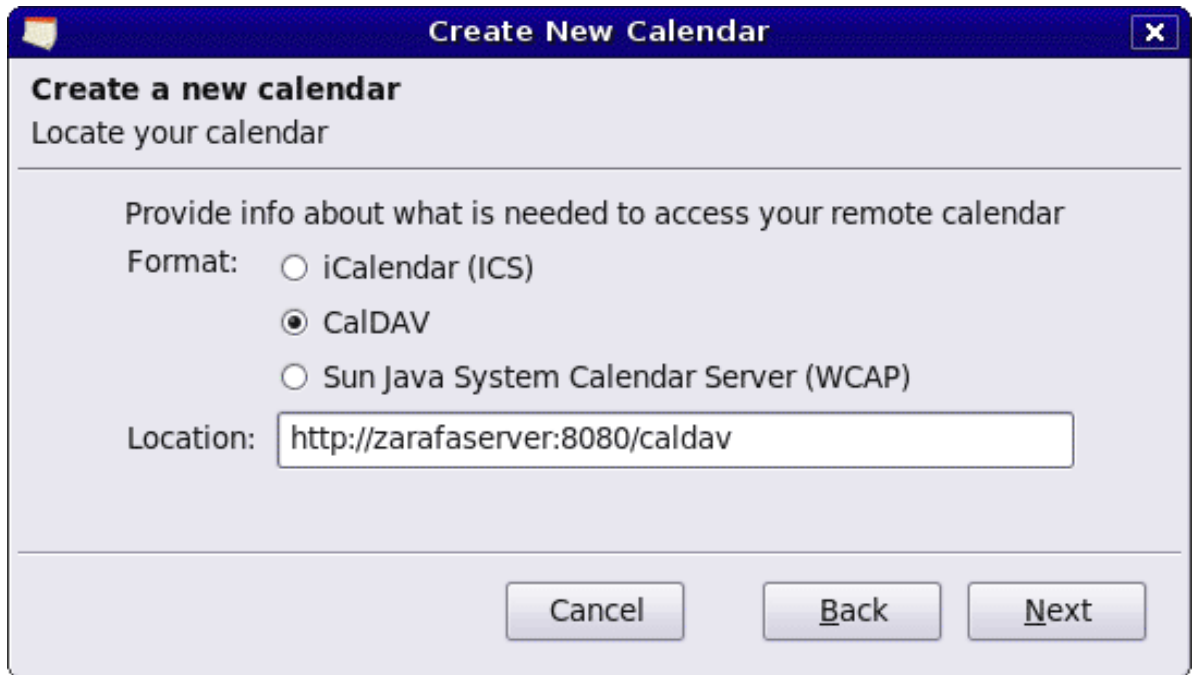 Create New Calendar
Create a new calendar
Locate your calendar
Provide info about what is needed to access your remote calendar
Format:
iCalendar (ICS)
CalDAV
Sun Java System Calendar Server (WCAP)
Location: http://zarafaserver:8080/caldav
Cancel Back Next